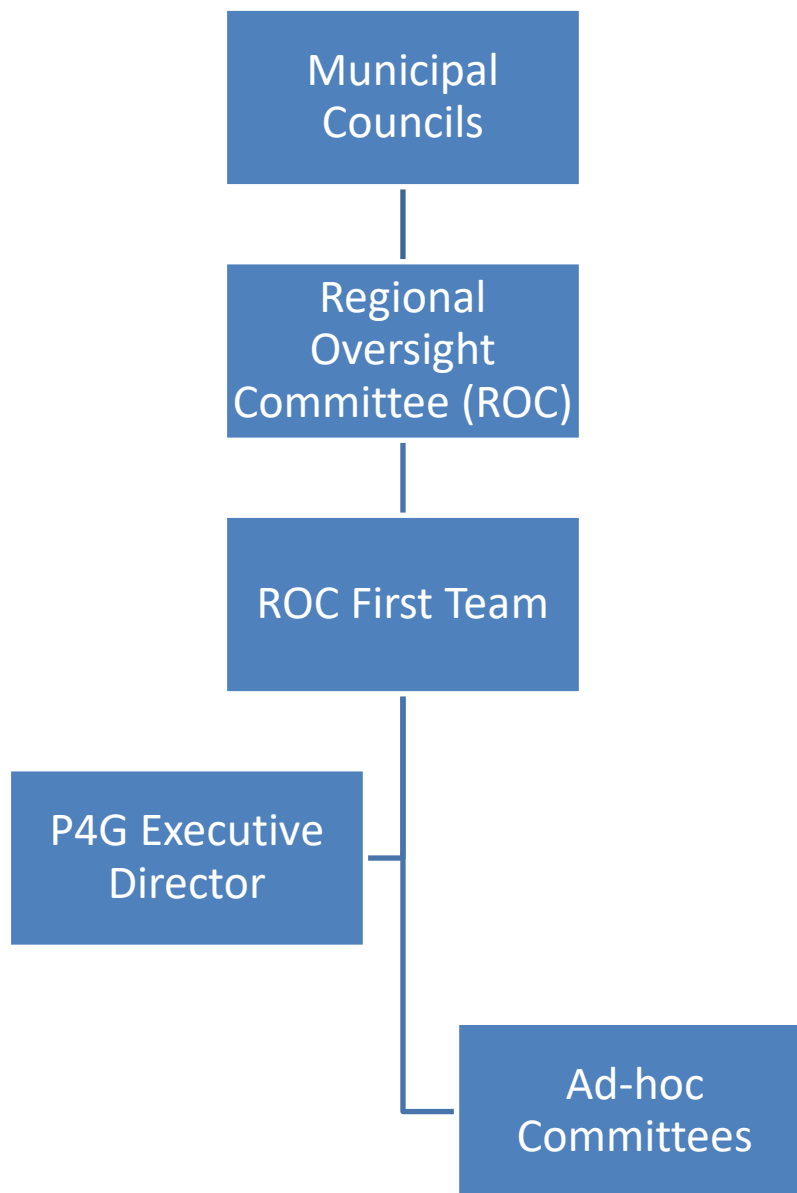 Municipal
Councils
Regional
Oversight
Committee (ROC)
ROC First Team
P4G Executive
Director
Ad-hoc
Committees